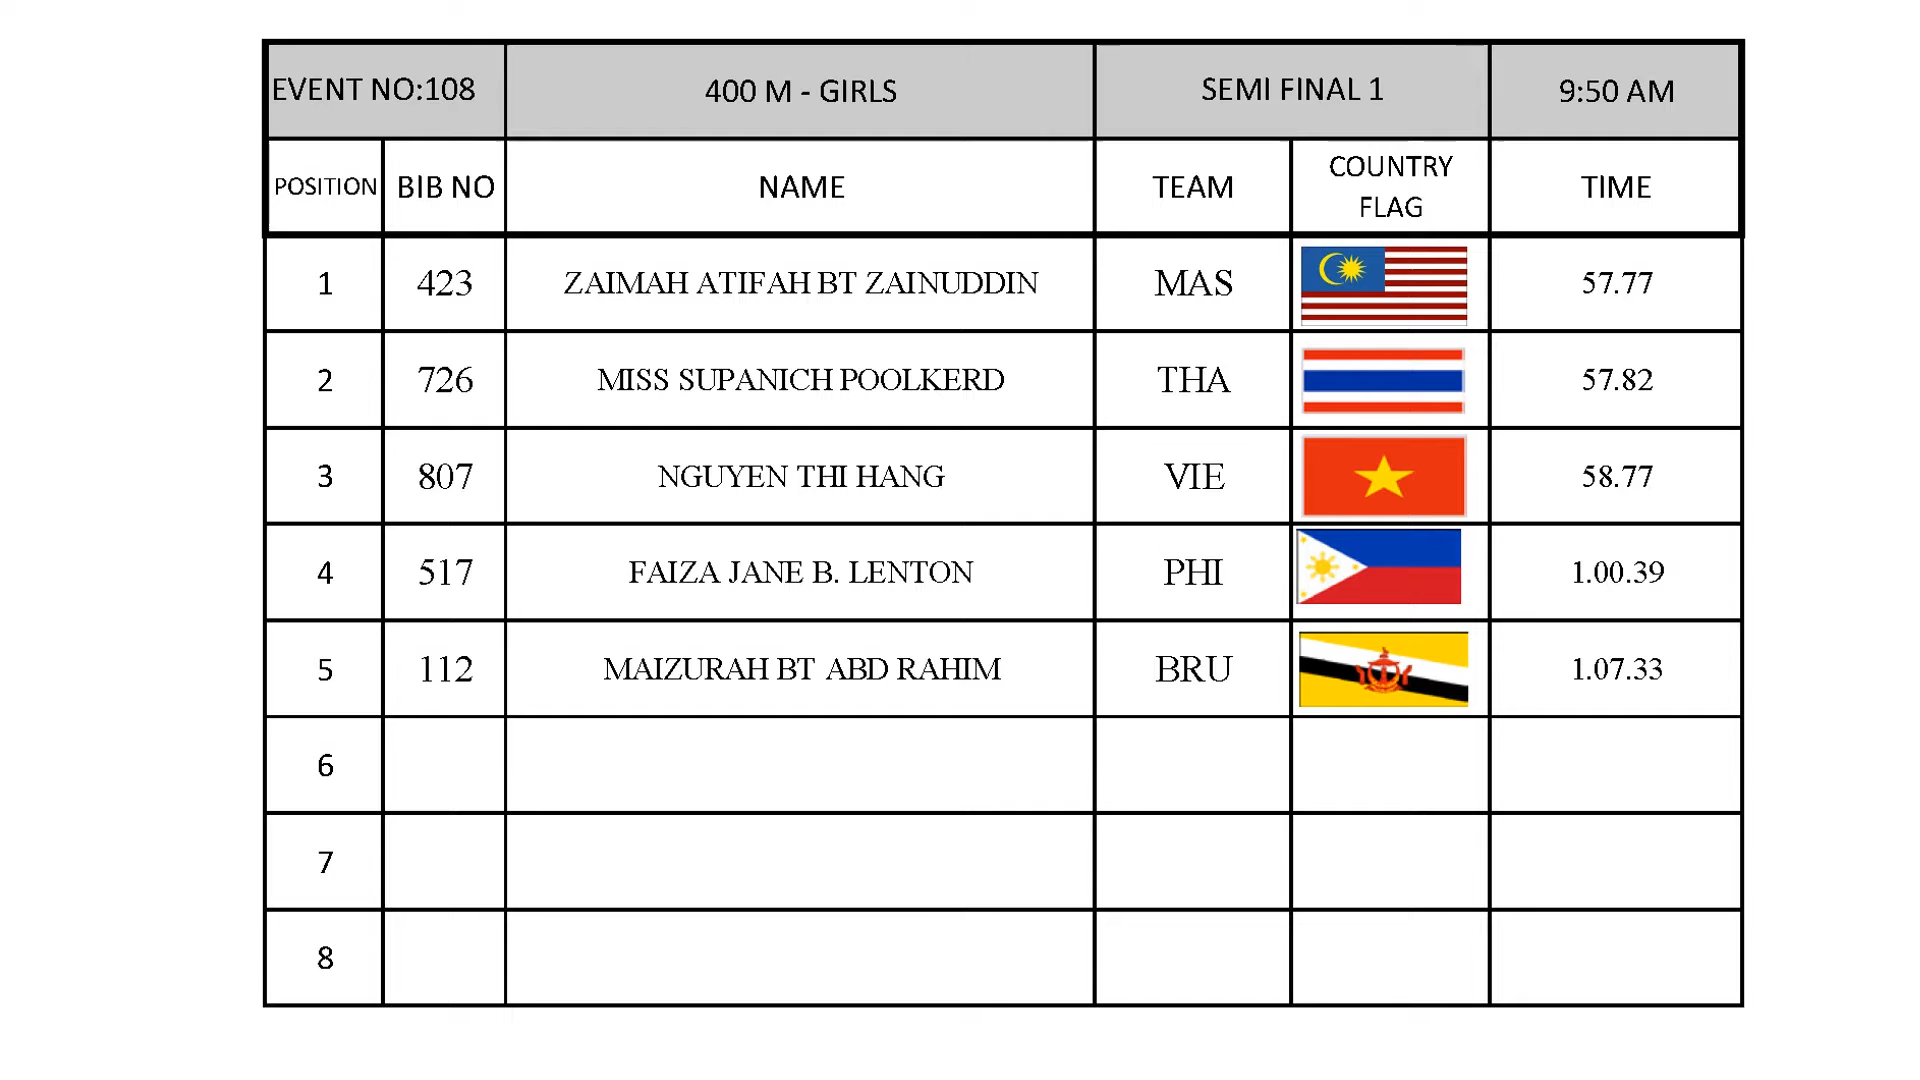 EVENT NO:108 400 M - GIRLS SEMI FINAL 1 9:50 AM
POSITION BIB NO NAME TEAM COUNTRY FLAG TIME
1 423 ZAIMAH ATIFAH BT ZAINUDDIN MAS 57.77
2 726 MISS SUPANICH POOLKERD THA 57.82
3 807 NGUYEN THI HANG VIE 58.77
4 517 FAIZA JANE B. LENTON PHI 1.00.39
5 112 MAIZURAH BT ABD RAHIM BRU 1.07.33
6
7
8